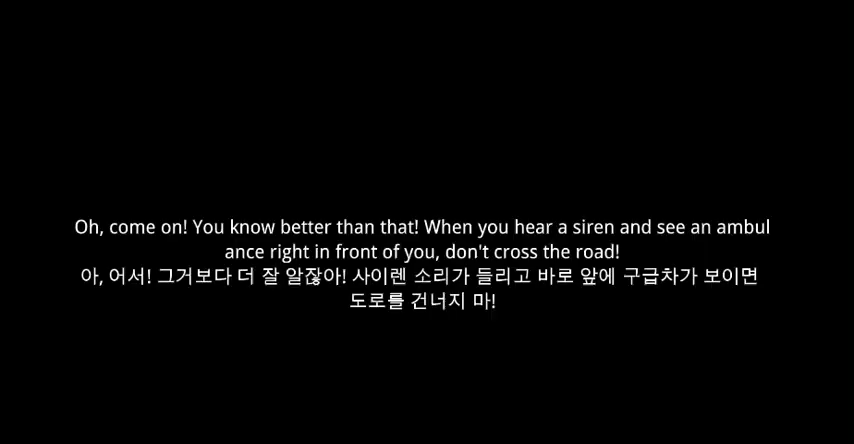 Oh, come on! You know better than that! When you hear a siren and see an ambul
ance right in front of you, don't cross the road!
아, 어서! 그거보다 더 잘 알잖아! 사이렌 소리가 들리고 바로 앞에 구급차가 보이면
도로를 건너지 마!